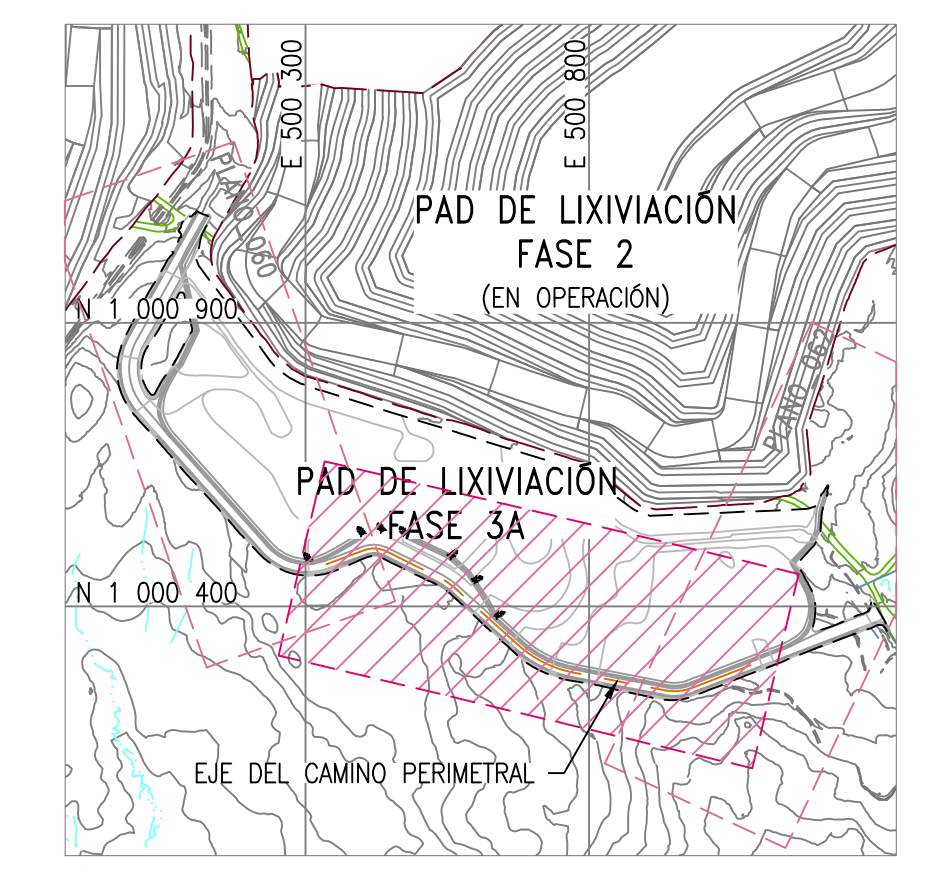 E 500 300
E 500 800
PLANO 060
PAD DE LIXIVIACIÓN
FASE 2
(EN OPERACIÓN)
N 1 000 900
PLANO 062
PAD DE LIXIVIACIÓN
FASE 3A
N 1 000 400
EJE DEL CAMINO PERIMETRAL